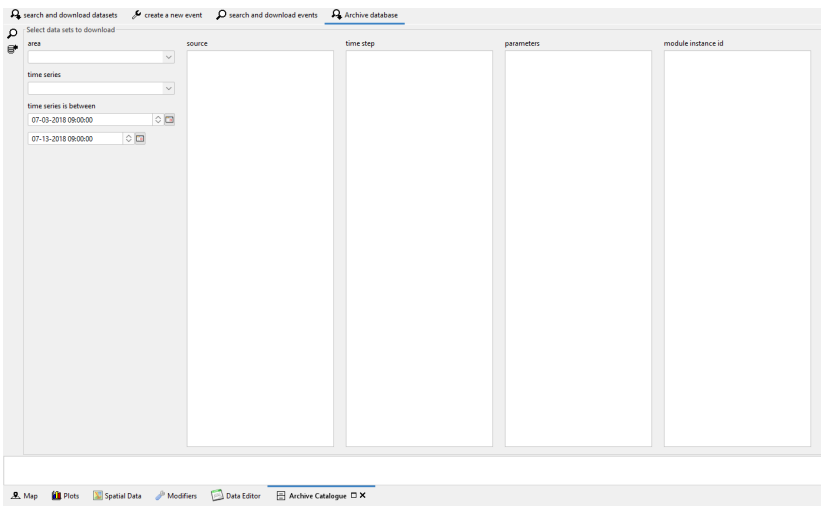 search and download datasets create a new event search and download events Archive database
Select data sets to download
area source time step parameters module instance id
time series
time series is between
07-03-2018 09:00:00
07-13-2018 09:00:00
Map Plots Spatial Data Modifiers Data Editor Archive Catalogue